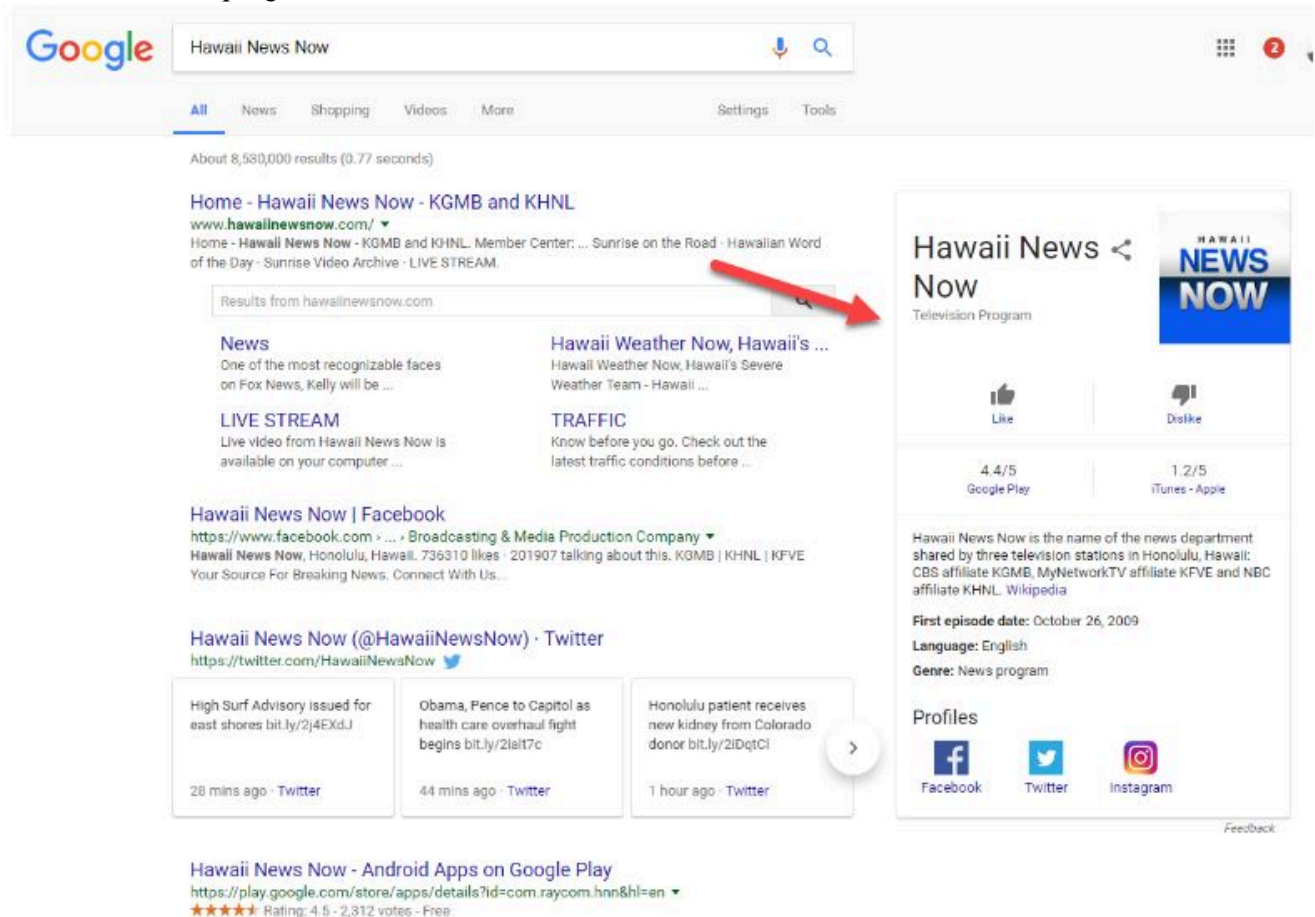 Google
Hawaii News Now
2
All News Shopping Videos More Settings Tools
About 8,530,000 results (0.77 seconds)
Home - Hawaii News Now - KGMB and KHNL
www.hawaiinewsnow.com/
Home - Hawaii News Now - KGMB and KHNL. Member Center: ... Sunrise on the Road · Hawaiian Word
of the Day · Sunrise Video Archive · LIVE STREAM.
Results from hawaiinewsnow.com
News
One of the most recognizable faces
on Fox News, Kelly will be ...
Hawaii Weather Now, Hawaii's ...
Hawaii Weather Now, Hawaii's Severe
Weather Team - Hawaii ...
LIVE STREAM
Live video from Hawaii News Now is
available on your computer ...
TRAFFIC
Know before you go. Check out the
latest traffic conditions before ...
Hawaii News Now | Facebook
https://www.facebook.com › ... › Broadcasting & Media Production Company
Hawaii News Now, Honolulu, Hawaii. 736310 likes · 201907 talking about this. KGMB | KHNL | KFVE
Your Source For Breaking News. Connect With Us...
Hawaii News Now (@HawaiiNewsNow) · Twitter
https://twitter.com/HawaiiNewsNow
High Surf Advisory issued for
east shores bit.ly/2j4EXdJ
28 mins ago · Twitter
Obama, Pence to Capitol as
health care overhaul fight
begins bit.ly/2ialt7c
44 mins ago · Twitter
Honolulu patient receives
new kidney from Colorado
donor bit.ly/2iDqtCl
1 hour ago · Twitter
Hawaii News Now - Android Apps on Google Play
https://play.google.com/store/apps/details?id=com.raycom.hnn&hl=en
Rating: 4.5 - 2,312 votes - Free
Hawaii News
Now
Television Program
HAWAII
NEWS
NOW
Like
Dislike
4.4/5
Google Play
1.2/5
iTunes - Apple
Hawaii News Now is the name of the news department
shared by three television stations in Honolulu, Hawaii:
CBS affiliate KGMB, MyNetworkTV affiliate KFVE and NBC
affiliate KHNL. Wikipedia
First episode date: October 26, 2009
Language: English
Genre: News program
Profiles
Facebook Twitter Instagram
Feedback